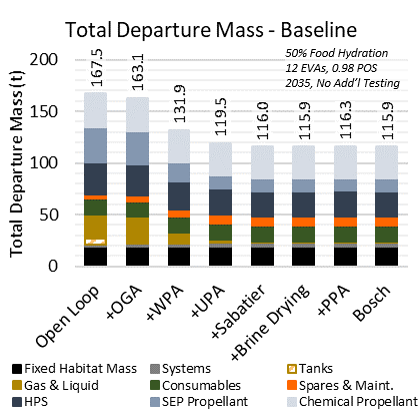 Total Departure Mass - Baseline
50% Food Hydration
12 EVAs, 0.98 POS
2035, No Add'l Testing
Total Departure Mass (t)
200
150
100
50
0
167.5
163.1
131.9
119.5
116.0
115.9
116.3
115.9
Open Loop
+OGA
+WPA
+UPA
+Sabatier
+Brine Drying
+PPA
Bosch
Fixed Habitat Mass
Systems
Tanks
Gas & Liquid
Consumables
Spares & Maint.
HPS
SEP Propellant
Chemical Propellant